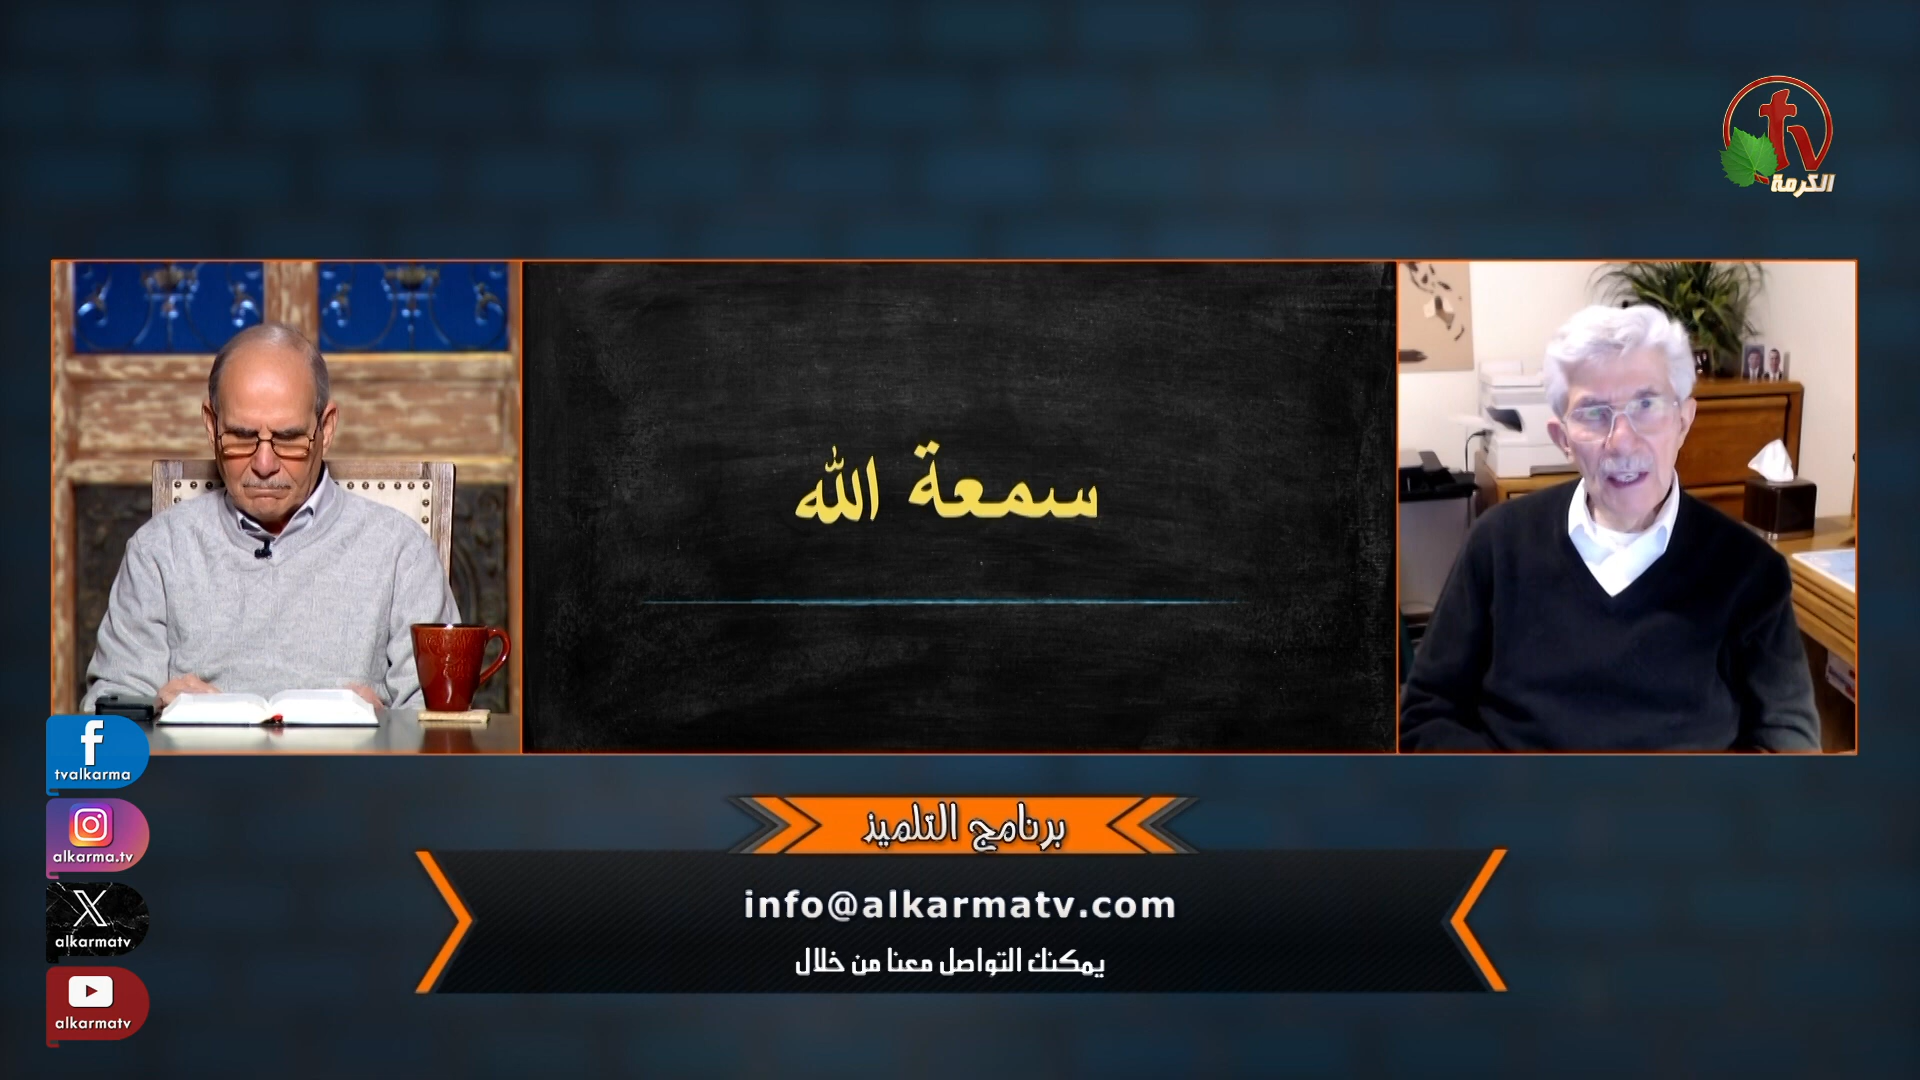 tv
الكرمة
سمعة الله
tvalkarma
alkarma.tv
alkarmatv
alkarmatv
برنامج التلميذ
info@alkarmatv.com
يمكنك التواصل معنا من خلال